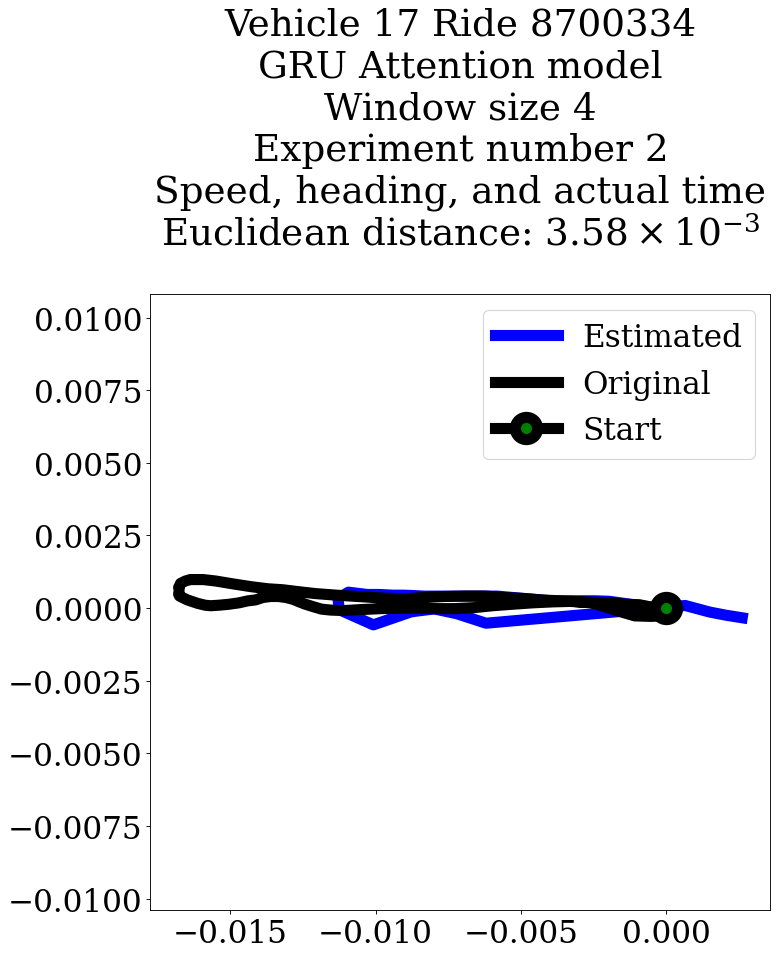 Vehicle 17 Ride 8700334
GRU Attention model
Window size 4
Experiment number 2
Speed, heading, and actual time
Euclidean distance: 3.58 × 10⁻³
Estimated
Original
Start
0.0100
0.0075
0.0050
0.0025
0.0000
−0.0025
−0.0050
−0.0075
−0.0100
−0.015 −0.010 −0.005 0.000